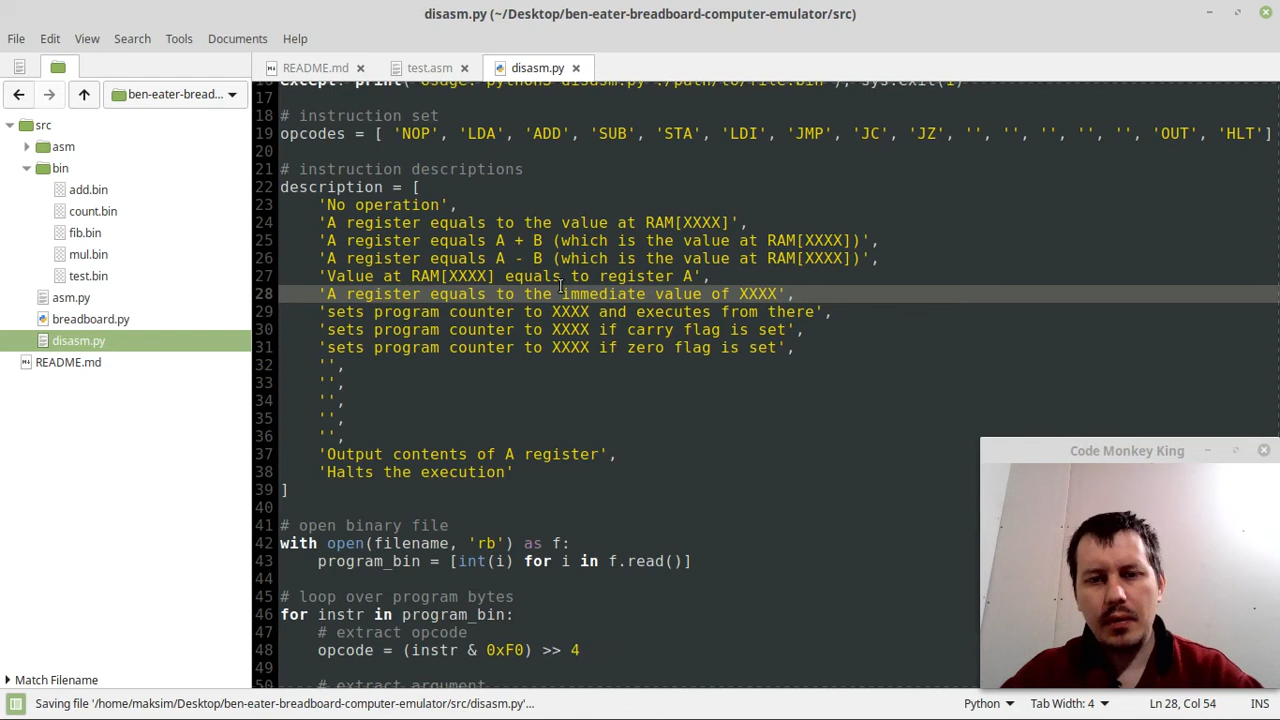 disasm.py (~/Desktop/ben-eater-breadboard-computer-emulator/src)
File Edit View Search Tools Documents Help
README.md test.asm disasm.py
ben-eater-bread...
src
asm
bin
add.bin
count.bin
fib.bin
mul.bin
test.bin
asm.py
breadboard.py
disasm.py
README.md
Match Filename
17
18 # instruction set
19 opcodes = [ 'NOP', 'LDA', 'ADD', 'SUB', 'STA', 'LDI', 'JMP', 'JC', 'JZ', '', '', '', '', '', 'OUT', 'HLT']
20
21 # instruction descriptions
22 description = [
23 'No operation',
24 'A register equals to the value at RAM[XXXX]',
25 'A register equals A + B (which is the value at RAM[XXXX])',
26 'A register equals A - B (which is the value at RAM[XXXX])',
27 'Value at RAM[XXXX] equals to register A',
28 'A register equals to the immediate value of XXXX',
29 'sets program counter to XXXX and executes from there',
30 'sets program counter to XXXX if carry flag is set',
31 'sets program counter to XXXX if zero flag is set',
32 '',
33 '',
34 '',
35 '',
36 '',
37 'Output contents of A register',
38 'Halts the execution'
39 ]
40
41 # open binary file
42 with open(filename, 'rb') as f:
43 program_bin = [int(i) for i in f.read()]
44
45 # loop over program bytes
46 for instr in program_bin:
47 # extract opcode
48 opcode = (instr & 0xF0) >> 4
49
# extract argument
Code Monkey King
Saving file '/home/maksim/Desktop/ben-eater-breadboard-computer-emulator/src/disasm.py'...
Python Tab Width: 4 Ln 28, Col 54 INS